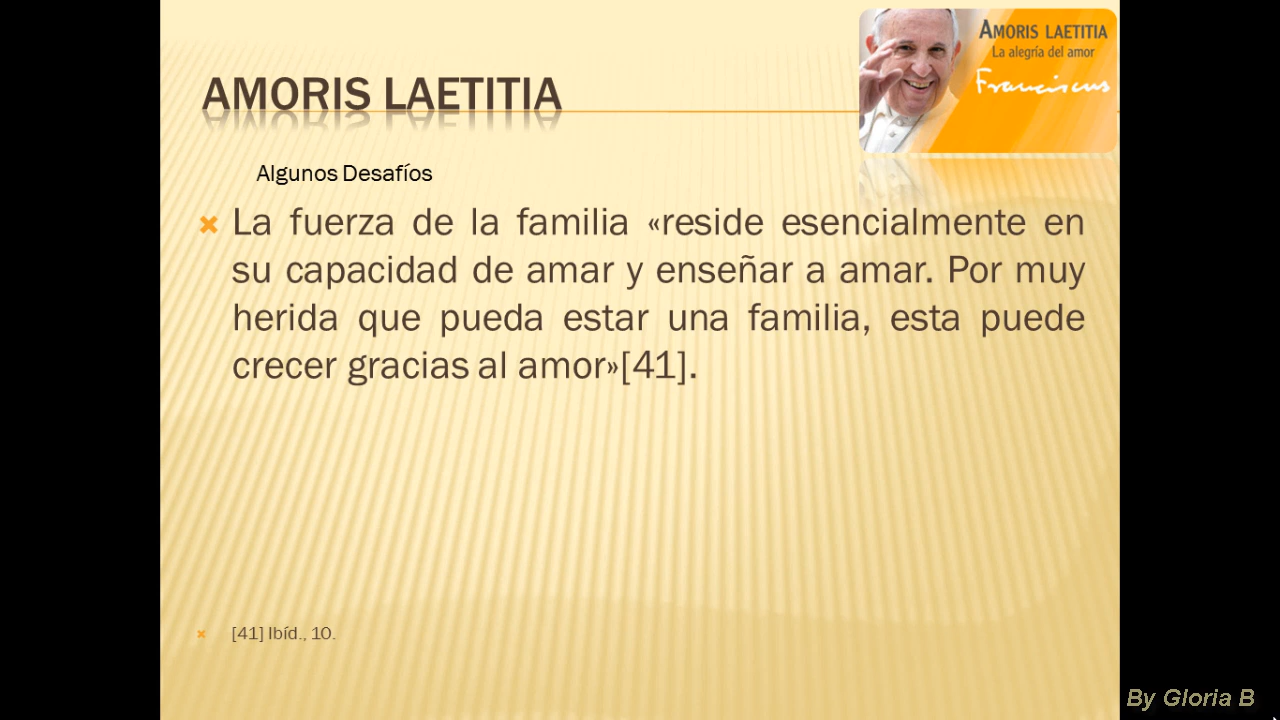 AMORIS LAETITIA
AMORIS LAETITIA
La alegría del amor
Franciscus
Algunos Desafíos
La fuerza de la familia «reside esencialmente en
su capacidad de amar y enseñar a amar. Por muy
herida que pueda estar una familia, esta puede
crecer gracias al amor»[41].
[41] Ibíd., 10.
By Gloria B